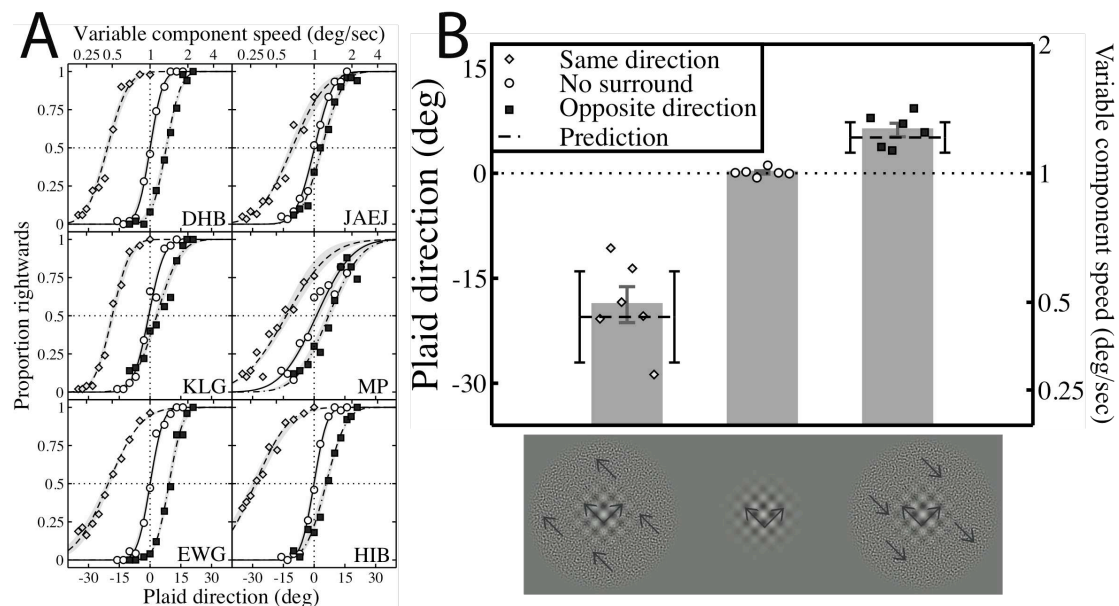 A
Variable component speed (deg/sec)
0.25 0.5 1 2 4 0.25 0.5 1 2 4
1
0.75
0.5
0.25
0
DHB
JAEJ
1
0.75
0.5
0.25
0
KLG
MP
1
0.75
0.5
0.25
0
EWG
HIB
-30 -15 0 15 30 -30 -15 0 15 30
Proportion rightwards
Plaid direction (deg)
B
Same direction
No surround
Opposite direction
Prediction
15
0
-15
-30
Plaid direction (deg)
2
1
0.5
0.25
Variable component speed (deg/sec)